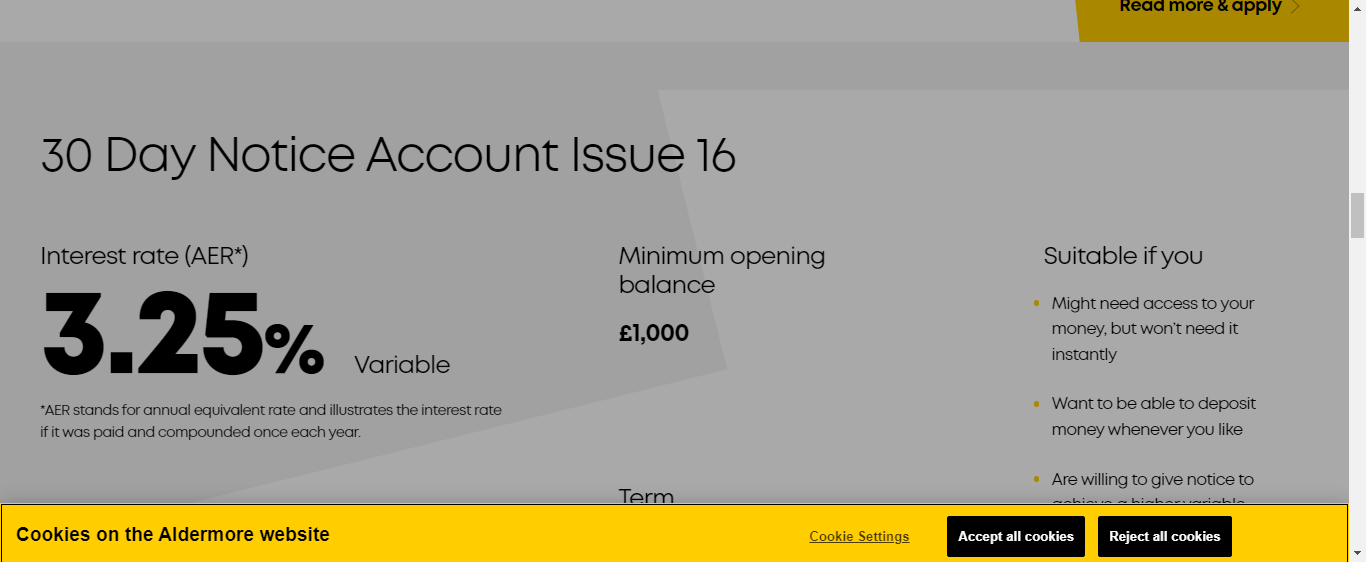 Read more & apply
30 Day Notice Account Issue 16
Interest rate (AER*)
3.25% Variable
*AER stands for annual equivalent rate and illustrates the interest rate
if it was paid and compounded once each year.
Minimum opening
balance
£1,000
Term
Suitable if you
Might need access to your
money, but won't need it
instantly
Want to be able to deposit
money whenever you like
Are willing to give notice to
achieve a higher variable
Cookies on the Aldermore website
Cookie Settings
Accept all cookies
Reject all cookies